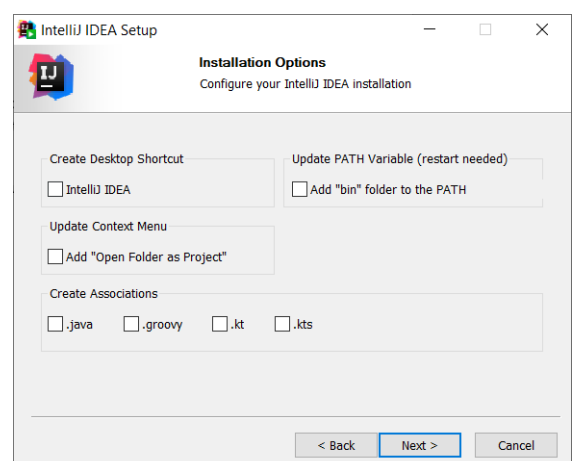 IntelliJ IDEA Setup
IJ
Installation Options
Configure your IntelliJ IDEA installation
Create Desktop Shortcut
IntelliJ IDEA
Update PATH Variable (restart needed)
Add "bin" folder to the PATH
Update Context Menu
Add "Open Folder as Project"
Create Associations
.java .groovy .kt .kts
< Back Next > Cancel